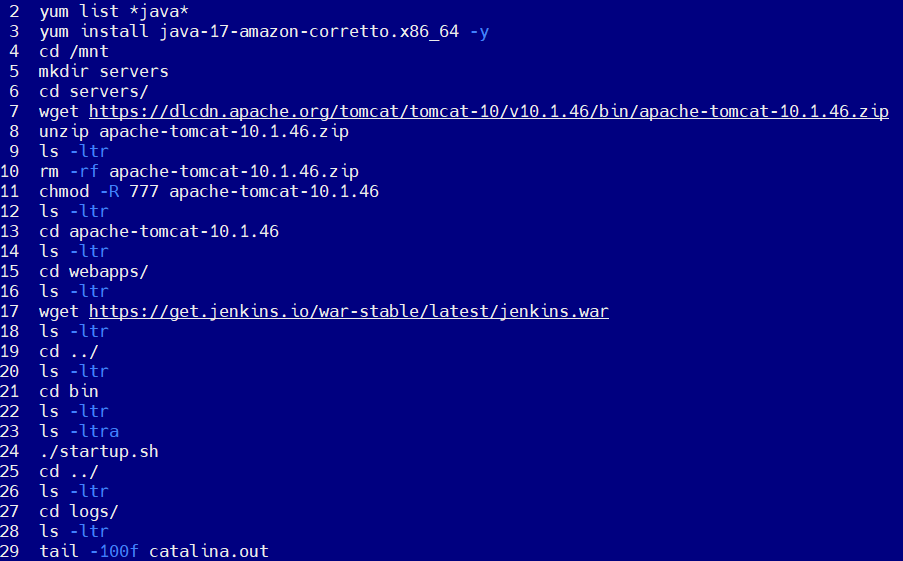 2 yum list *java*
3 yum install java-17-amazon-corretto.x86_64 -y
4 cd /mnt
5 mkdir servers
6 cd servers/
7 wget https://dlcdn.apache.org/tomcat/tomcat-10/v10.1.46/bin/apache-tomcat-10.1.46.zip
8 unzip apache-tomcat-10.1.46.zip
9 ls -ltr
10 rm -rf apache-tomcat-10.1.46.zip
11 chmod -R 777 apache-tomcat-10.1.46
12 ls -ltr
13 cd apache-tomcat-10.1.46
14 ls -ltr
15 cd webapps/
16 ls -ltr
17 wget https://get.jenkins.io/war-stable/latest/jenkins.war
18 ls -ltr
19 cd ../
20 ls -ltr
21 cd bin
22 ls -ltr
23 ls -ltra
24 ./startup.sh
25 cd ../
26 ls -ltr
27 cd logs/
28 ls -ltr
29 tail -100f catalina.out